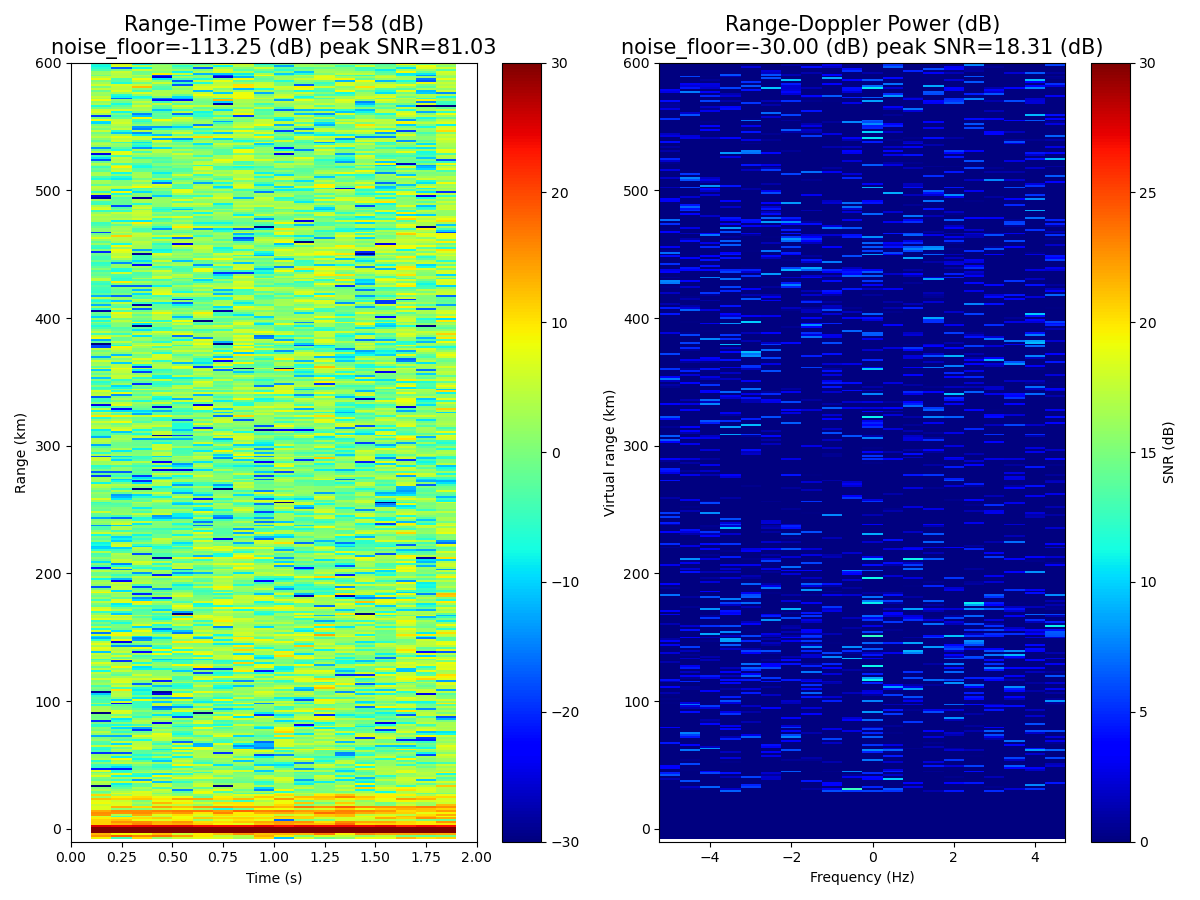 Range-Time Power f=58 (dB)
noise_floor=-113.25 (dB) peak SNR=81.03
Range-Doppler Power (dB)
noise_floor=-30.00 (dB) peak SNR=18.31 (dB)
600
500
400
300
200
100
0
Range (km)
0.00 0.25 0.50 0.75 1.00 1.25 1.50 1.75 2.00
Time (s)
30
20
10
0
−10
−20
−30
600
500
400
300
200
100
0
Virtual range (km)
−4 −2 0 2 4
Frequency (Hz)
30
25
20
15
10
5
0
SNR (dB)